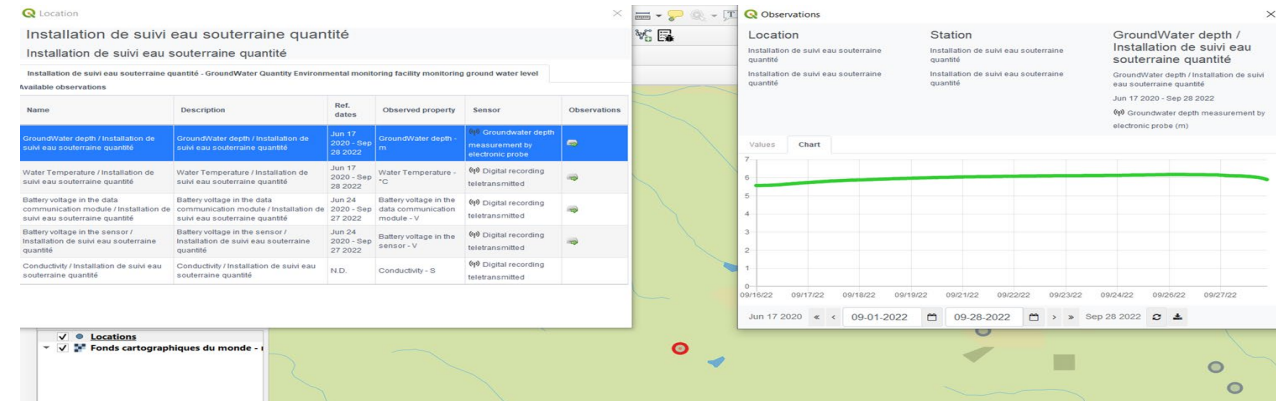 Location
Installation de suivi eau souterraine quantité
Installation de suivi eau souterraine quantité
Installation de suivi eau souterraine quantité - GroundWater Quantity Environmental monitoring facility monitoring ground water level
Available observations
Name Description Ref. dates Observed property Sensor Observations
GroundWater depth / Installation de suivi eau souterraine quantité
GroundWater depth / Installation de suivi eau souterraine quantité
Jun 17 2020 - Sep 28 2022
GroundWater depth - m
Groundwater depth measurement by electronic probe
Water Temperature / Installation de suivi eau souterraine quantité
Water Temperature / Installation de suivi eau souterraine quantité
Jun 17 2020 - Sep 28 2022
Water Temperature - °C
Digital recording teletransmitted
Battery voltage in the data communication module / Installation de suivi eau souterraine quantité
Battery voltage in the data communication module / Installation de suivi eau souterraine quantité
Jun 24 2020 - Sep 27 2022
Battery voltage in the data communication module - V
Digital recording teletransmitted
Battery voltage in the sensor / Installation de suivi eau souterraine quantité
Battery voltage in the sensor / Installation de suivi eau souterraine quantité
Jun 24 2020 - Sep 27 2022
Battery voltage in the sensor - V
Digital recording teletransmitted
Conductivity / Installation de suivi eau souterraine quantité
Conductivity / Installation de suivi eau souterraine quantité
N.D.
Conductivity - S
Digital recording teletransmitted
Locations
Fonds cartographiques du monde -
Observations
Location
Installation de suivi eau souterraine quantité
Installation de suivi eau souterraine quantité
Station
Installation de suivi eau souterraine quantité
Installation de suivi eau souterraine quantité
GroundWater depth / Installation de suivi eau souterraine quantité
GroundWater depth / Installation de suivi eau souterraine quantité
Jun 17 2020 - Sep 28 2022
Groundwater depth measurement by electronic probe (m)
Values Chart
7
6
5
4
3
2
1
0
09/16/22 09/17/22 09/18/22 09/19/22 09/21/22 09/22/22 09/23/22 09/24/22 09/26/22 09/27/22
Jun 17 2020 « ‹ 09-01-2022 09-28-2022 › » Sep 28 2022